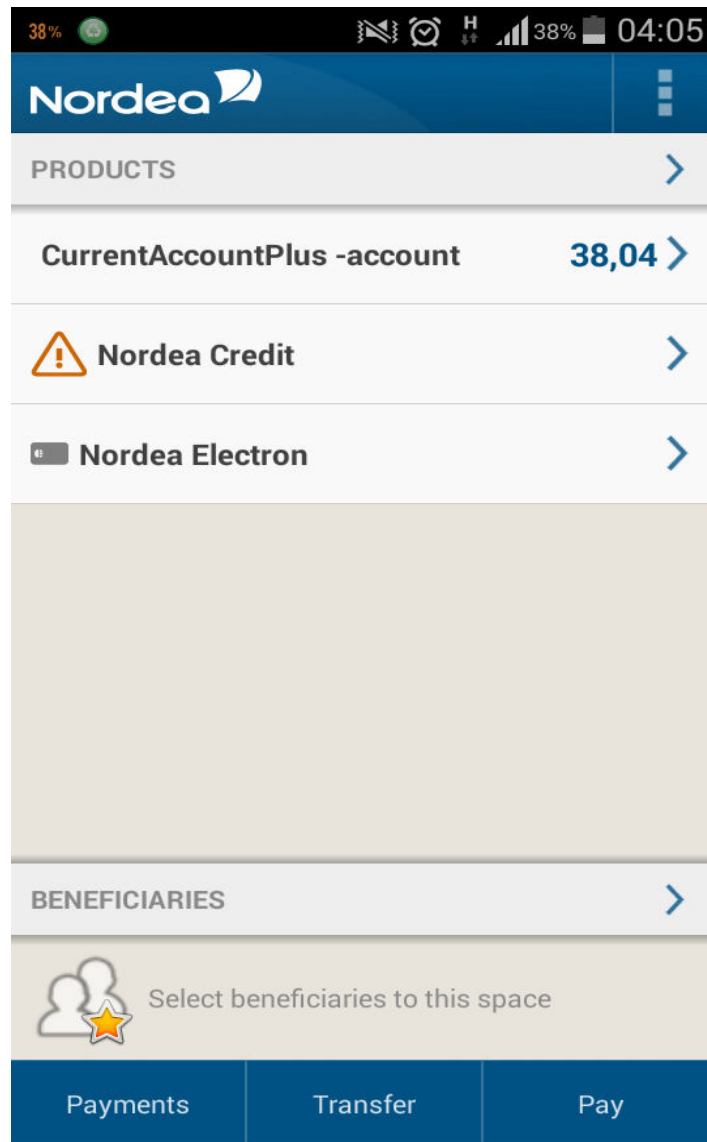 38% H 38% 04:05
Nordea
PRODUCTS
CurrentAccountPlus -account 38,04
Nordea Credit
Nordea Electron
BENEFICIARIES
Select beneficiaries to this space
Payments Transfer Pay